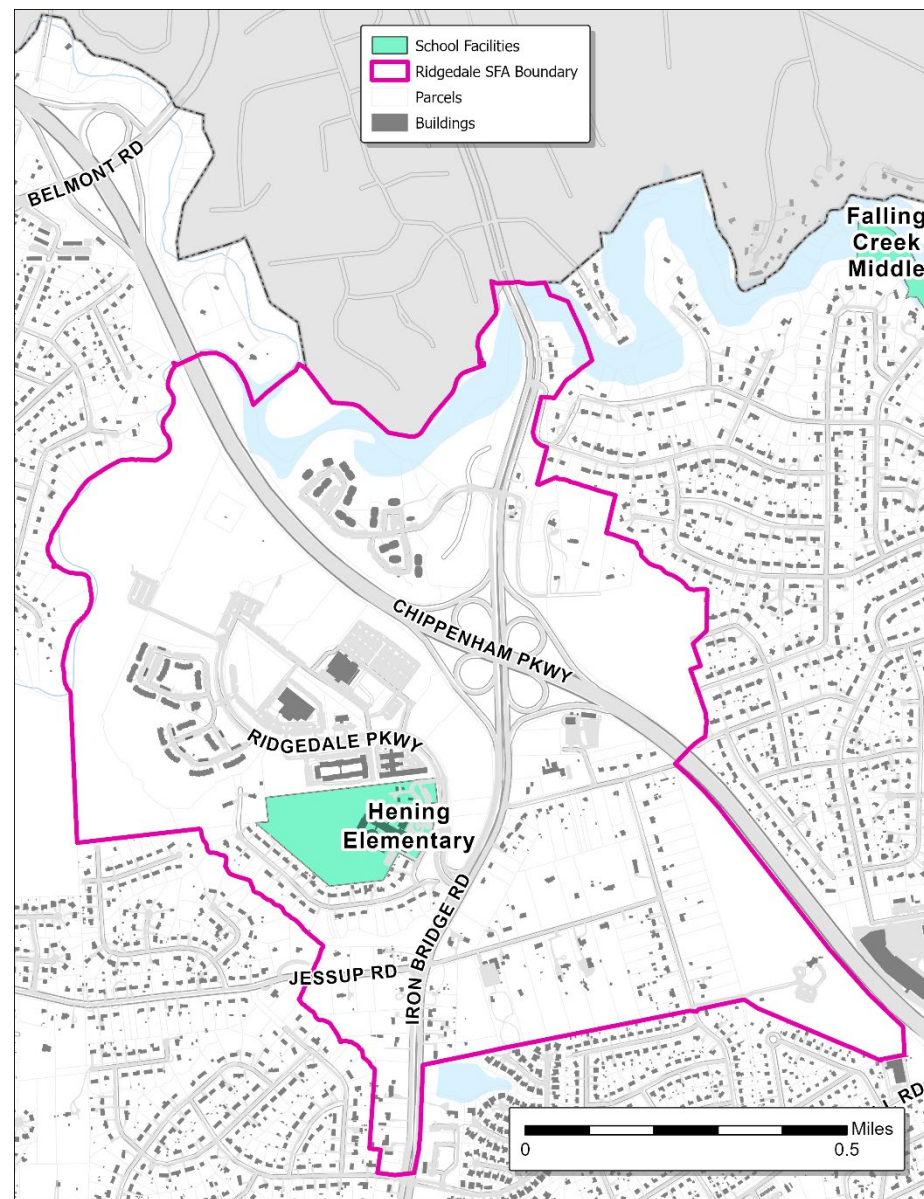 School Facilities
Ridgedale SFA Boundary
Parcels
Buildings
BELMONT RD
Falling
Creek
Middle
CHIPPENHAM PKWY
RIDGEDALE PKWY
Hening
Elementary
IRON BRIDGE RD
JESSUP RD
RD
Miles
0
0.5